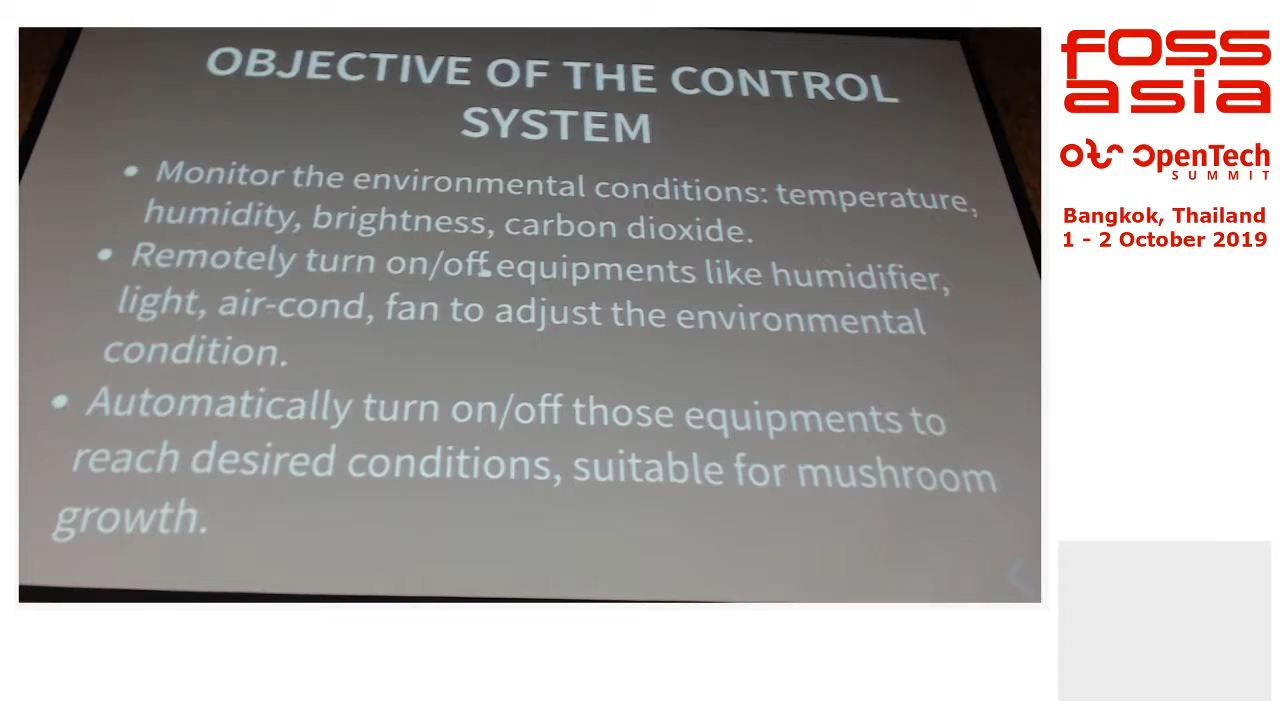 OBJECTIVE OF THE CONTROL
SYSTEM
• Monitor the environmental conditions: temperature,
humidity, brightness, carbon dioxide.
• Remotely turn on/off equipments like humidifier,
light, air-cond, fan to adjust the environmental
condition.
• Automatically turn on/off those equipments to
reach desired conditions, suitable for mushroom
growth.
FOSS
asia
OpenTech
SUMMIT
Bangkok, Thailand
1 - 2 October 2019